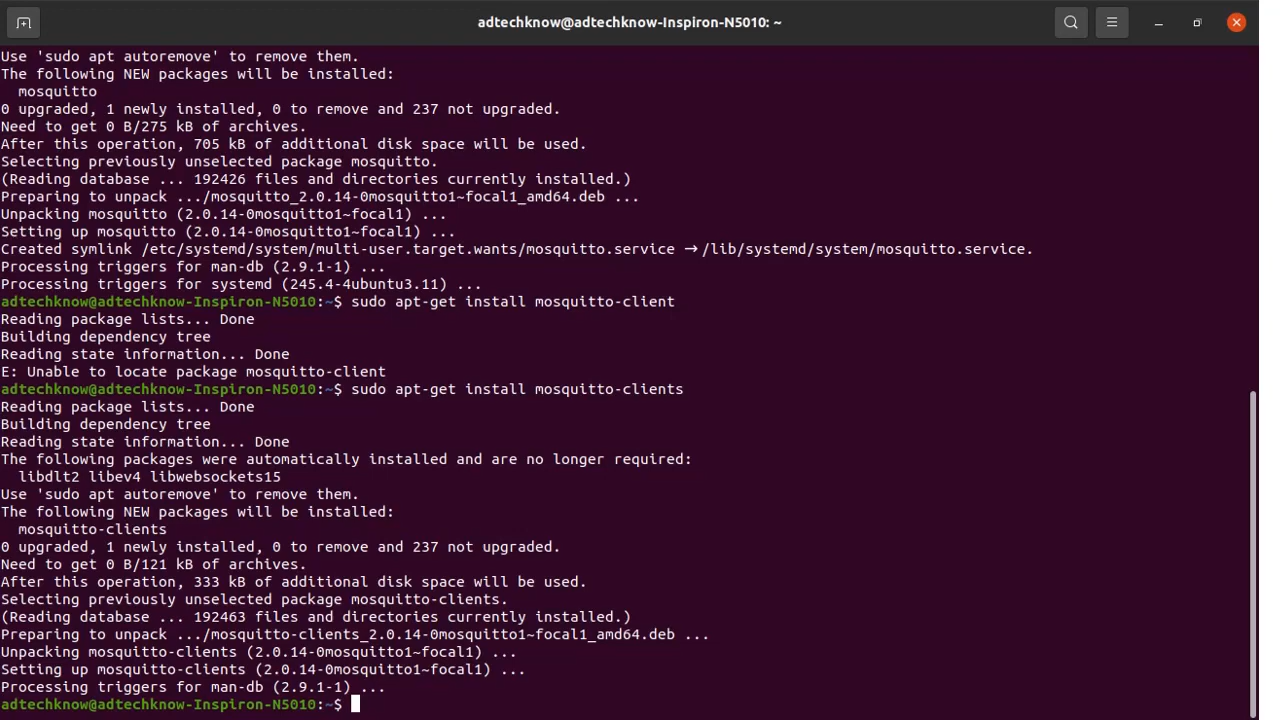 adtechknow@adtechknow-Inspiron-N5010: ~
Use 'sudo apt autoremove' to remove them.
The following NEW packages will be installed:
  mosquitto
0 upgraded, 1 newly installed, 0 to remove and 237 not upgraded.
Need to get 0 B/275 kB of archives.
After this operation, 705 kB of additional disk space will be used.
Selecting previously unselected package mosquitto.
(Reading database ... 192426 files and directories currently installed.)
Preparing to unpack .../mosquitto_2.0.14-0mosquitto1~focal1_amd64.deb ...
Unpacking mosquitto (2.0.14-0mosquitto1~focal1) ...
Setting up mosquitto (2.0.14-0mosquitto1~focal1) ...
Created symlink /etc/systemd/system/multi-user.target.wants/mosquitto.service → /lib/systemd/system/mosquitto.service.
Processing triggers for man-db (2.9.1-1) ...
Processing triggers for systemd (245.4-4ubuntu3.11) ...
adtechknow@adtechknow-Inspiron-N5010:~$ sudo apt-get install mosquitto-client
Reading package lists... Done
Building dependency tree
Reading state information... Done
E: Unable to locate package mosquitto-client
adtechknow@adtechknow-Inspiron-N5010:~$ sudo apt-get install mosquitto-clients
Reading package lists... Done
Building dependency tree
Reading state information... Done
The following packages were automatically installed and are no longer required:
  libdlt2 libev4 libwebsockets15
Use 'sudo apt autoremove' to remove them.
The following NEW packages will be installed:
  mosquitto-clients
0 upgraded, 1 newly installed, 0 to remove and 237 not upgraded.
Need to get 0 B/121 kB of archives.
After this operation, 333 kB of additional disk space will be used.
Selecting previously unselected package mosquitto-clients.
(Reading database ... 192463 files and directories currently installed.)
Preparing to unpack .../mosquitto-clients_2.0.14-0mosquitto1~focal1_amd64.deb ...
Unpacking mosquitto-clients (2.0.14-0mosquitto1~focal1) ...
Setting up mosquitto-clients (2.0.14-0mosquitto1~focal1) ...
Processing triggers for man-db (2.9.1-1) ...
adtechknow@adtechknow-Inspiron-N5010:~$